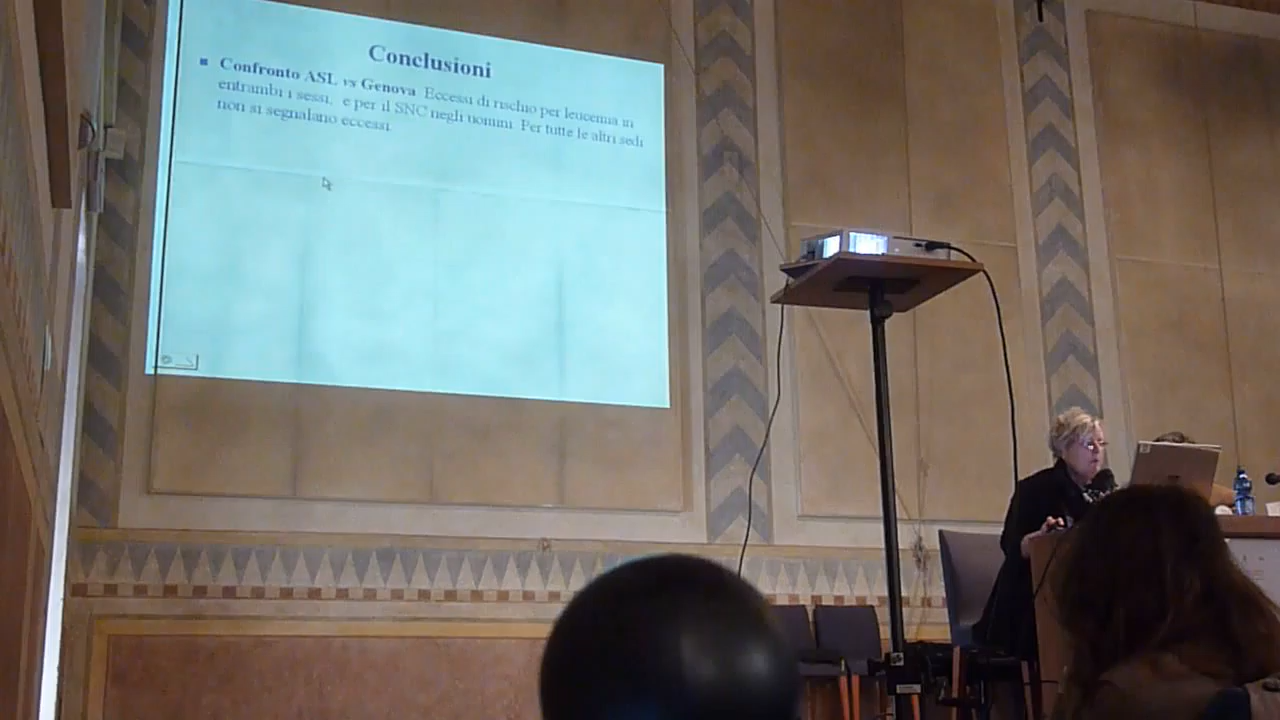 Conclusioni
Confronto ASL vs Genova Eccessi di rischio per leucemia in
entrambi i sessi, e per il SNC negli uomini. Per tutte le altri sedi
non si segnalano eccessi.